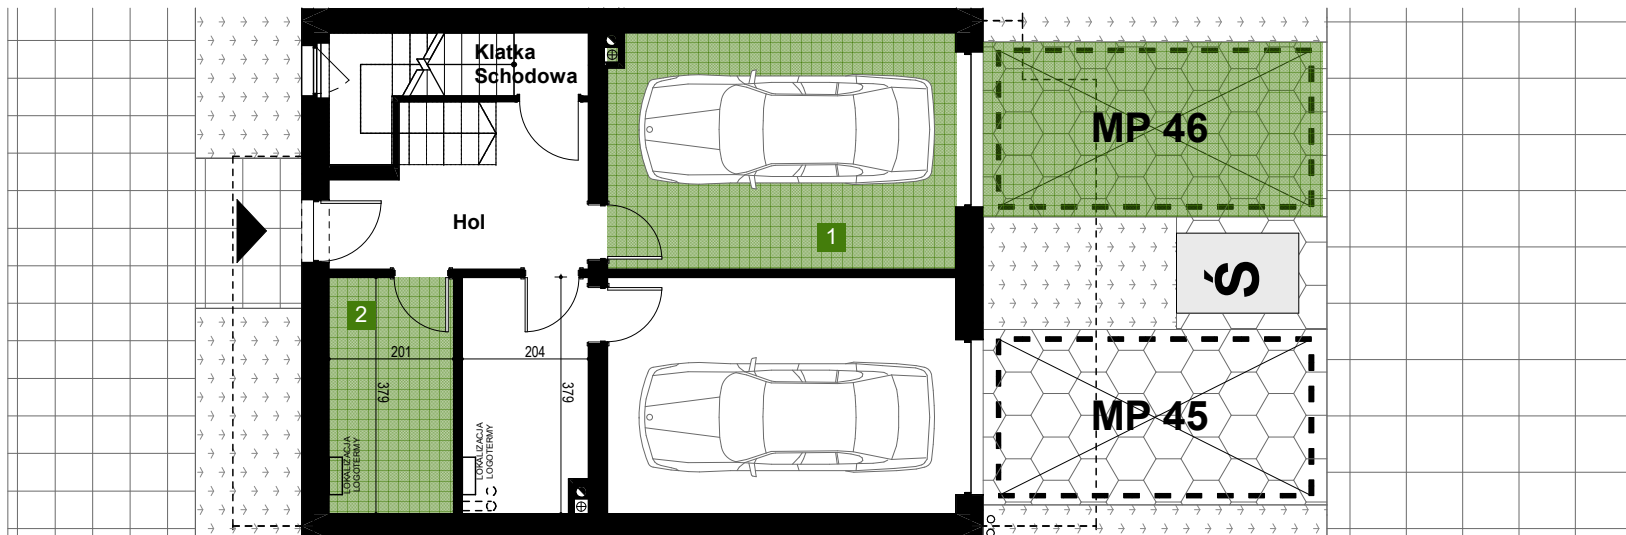 Klatka
Schodowa
MP 46
1
Hol
Ś
2
201
204
379
379
MP 45
LOKALIZACJA
LOGOTERMY
LOKALIZACJA
LOGOTERMY